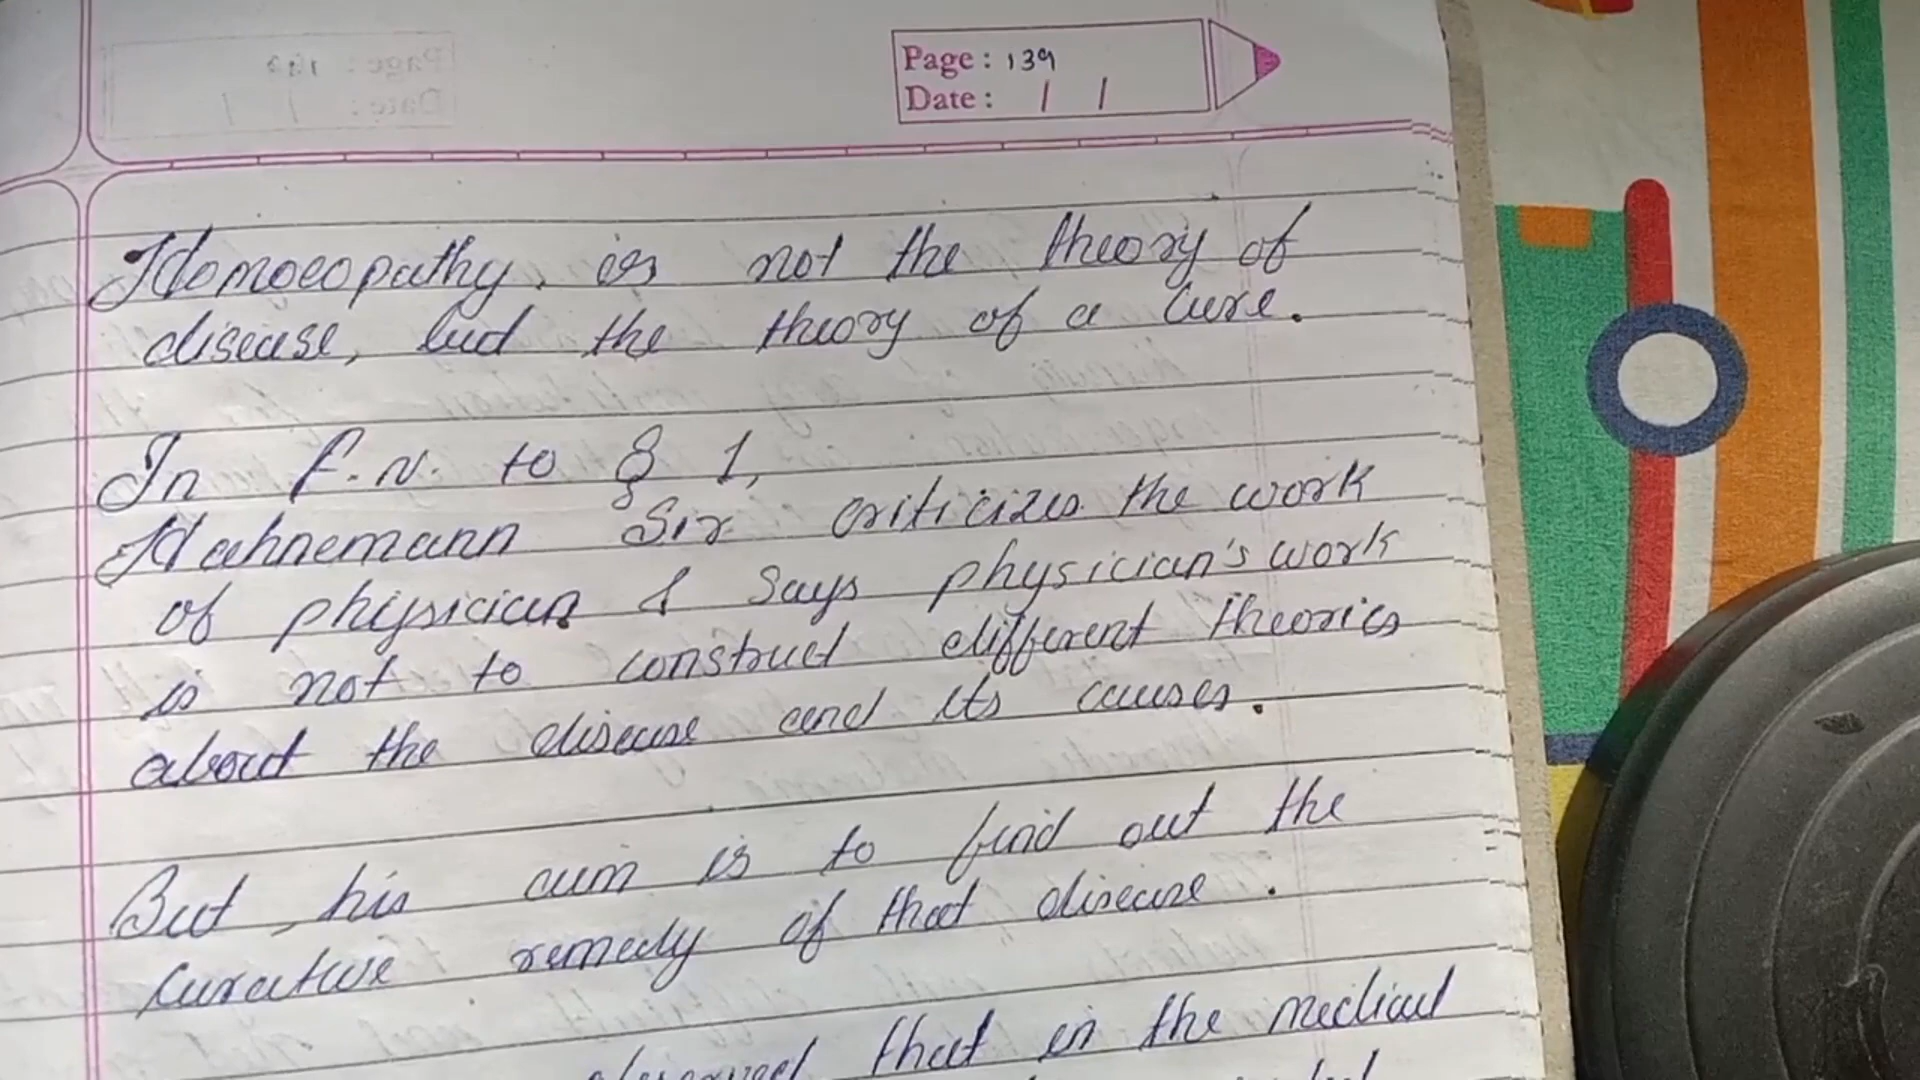 Page : 139
Date : / /
Homoeopathy, is not the theory of
disease, but the theory of a cure.
In F.N. to § 1,
Hahnemann Sir criticizes the work
of physician & says physician's work
is not to construct different theories
about the disease and its causes.
But, his aim is to find out the
curative remedy of that disease.
observed that in the medical